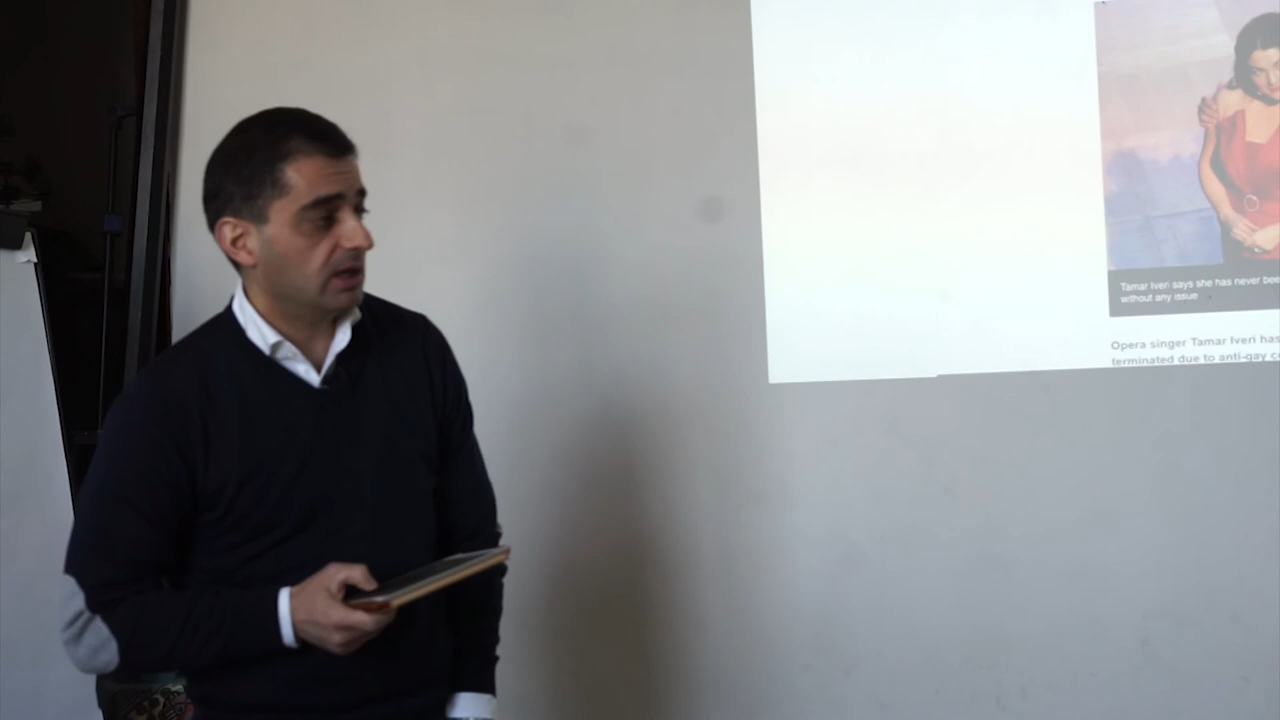 Tamar Iveri says she has never bee
without any issue
Opera singer Tamar Iveri has
terminated due to anti-gay c